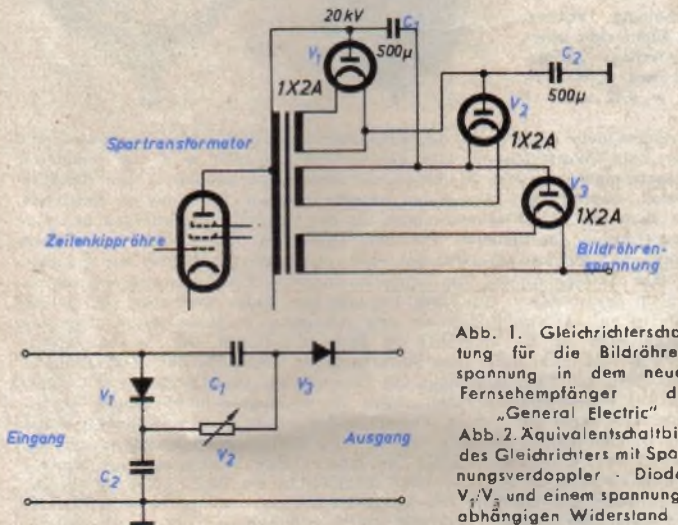 20 kV
C1
500µ
V1
1X2A
C2
500µ
V2
1X2A
Spartransformator
V3
1X2A
Zeilenkippröhre
Bildröhren-
spannung
V1
C1
V3
Eingang
V2
Ausgang
C2
Abb. 1. Gleichrichterscha
tung für die Bildröhre
spannung in dem neue
Fernsehempfänger d
„General Electric"
Abb. 2. Äquivalentschaltbi
des Gleichrichters mit Spa
nungsverdoppler - Diode
V1/V3 und einem spannung
abhängigen Widerstand